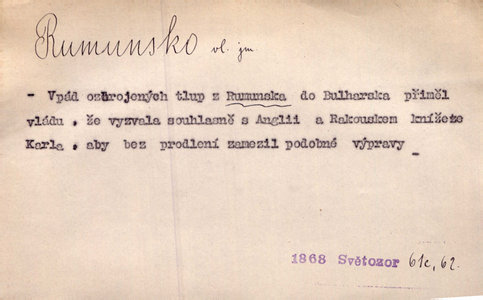 Rumunsko vl. jm.
- Vpád ozbrojených tlup z Rumunska do Bulharska přiměl
vládu , že vyzvala souhlasně s Anglii a Rakouskem knížete
Karla , aby bez prodlení zamezil podobné výpravy _
1868 Světozor 61c, 62.